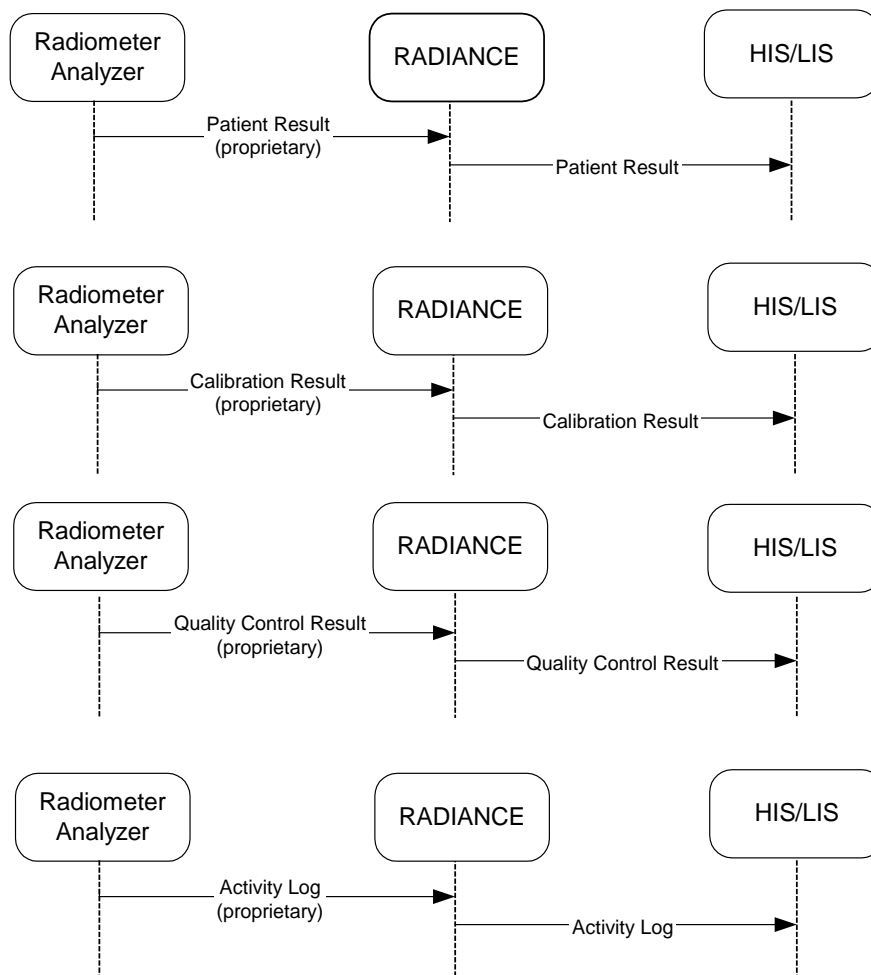 Radiometer
Analyzer
RADIANCE
HIS/LIS
Patient Result
(proprietary)
Patient Result
Radiometer
Analyzer
RADIANCE
HIS/LIS
Calibration Result
(proprietary)
Calibration Result
Radiometer
Analyzer
RADIANCE
HIS/LIS
Quality Control Result
(proprietary)
Quality Control Result
Radiometer
Analyzer
RADIANCE
HIS/LIS
Activity Log
(proprietary)
Activity Log